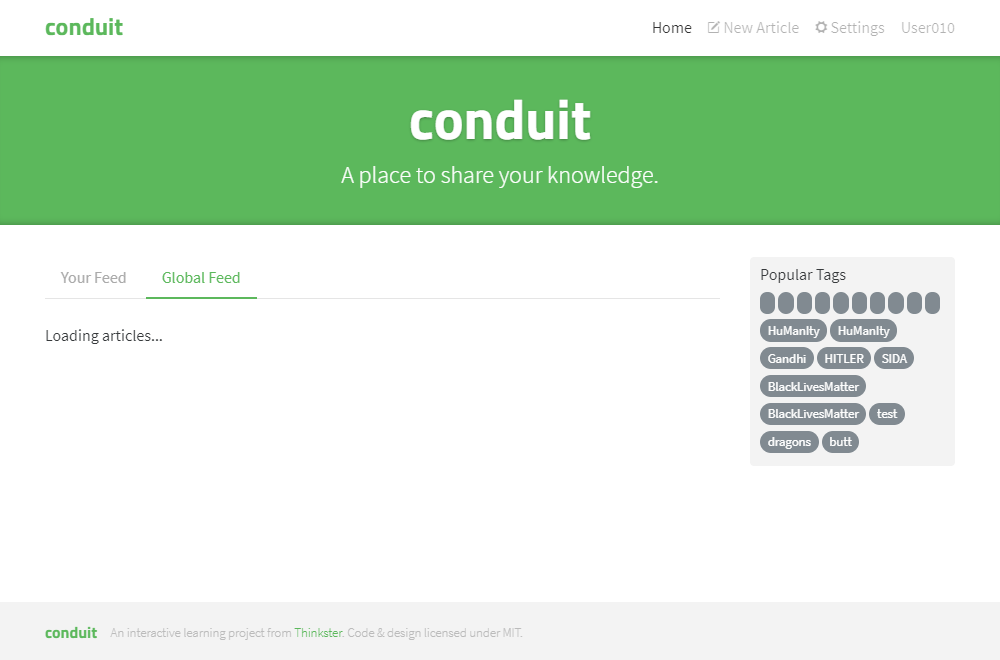 conduit
Home New Article Settings User010
conduit
A place to share your knowledge.
Your Feed Global Feed
Loading articles...
Popular Tags
HuManIty HuManIty
Gandhi HITLER SIDA
BlackLivesMatter
BlackLivesMatter test
dragons butt
conduit An interactive learning project from Thinkster. Code & design licensed under MIT.